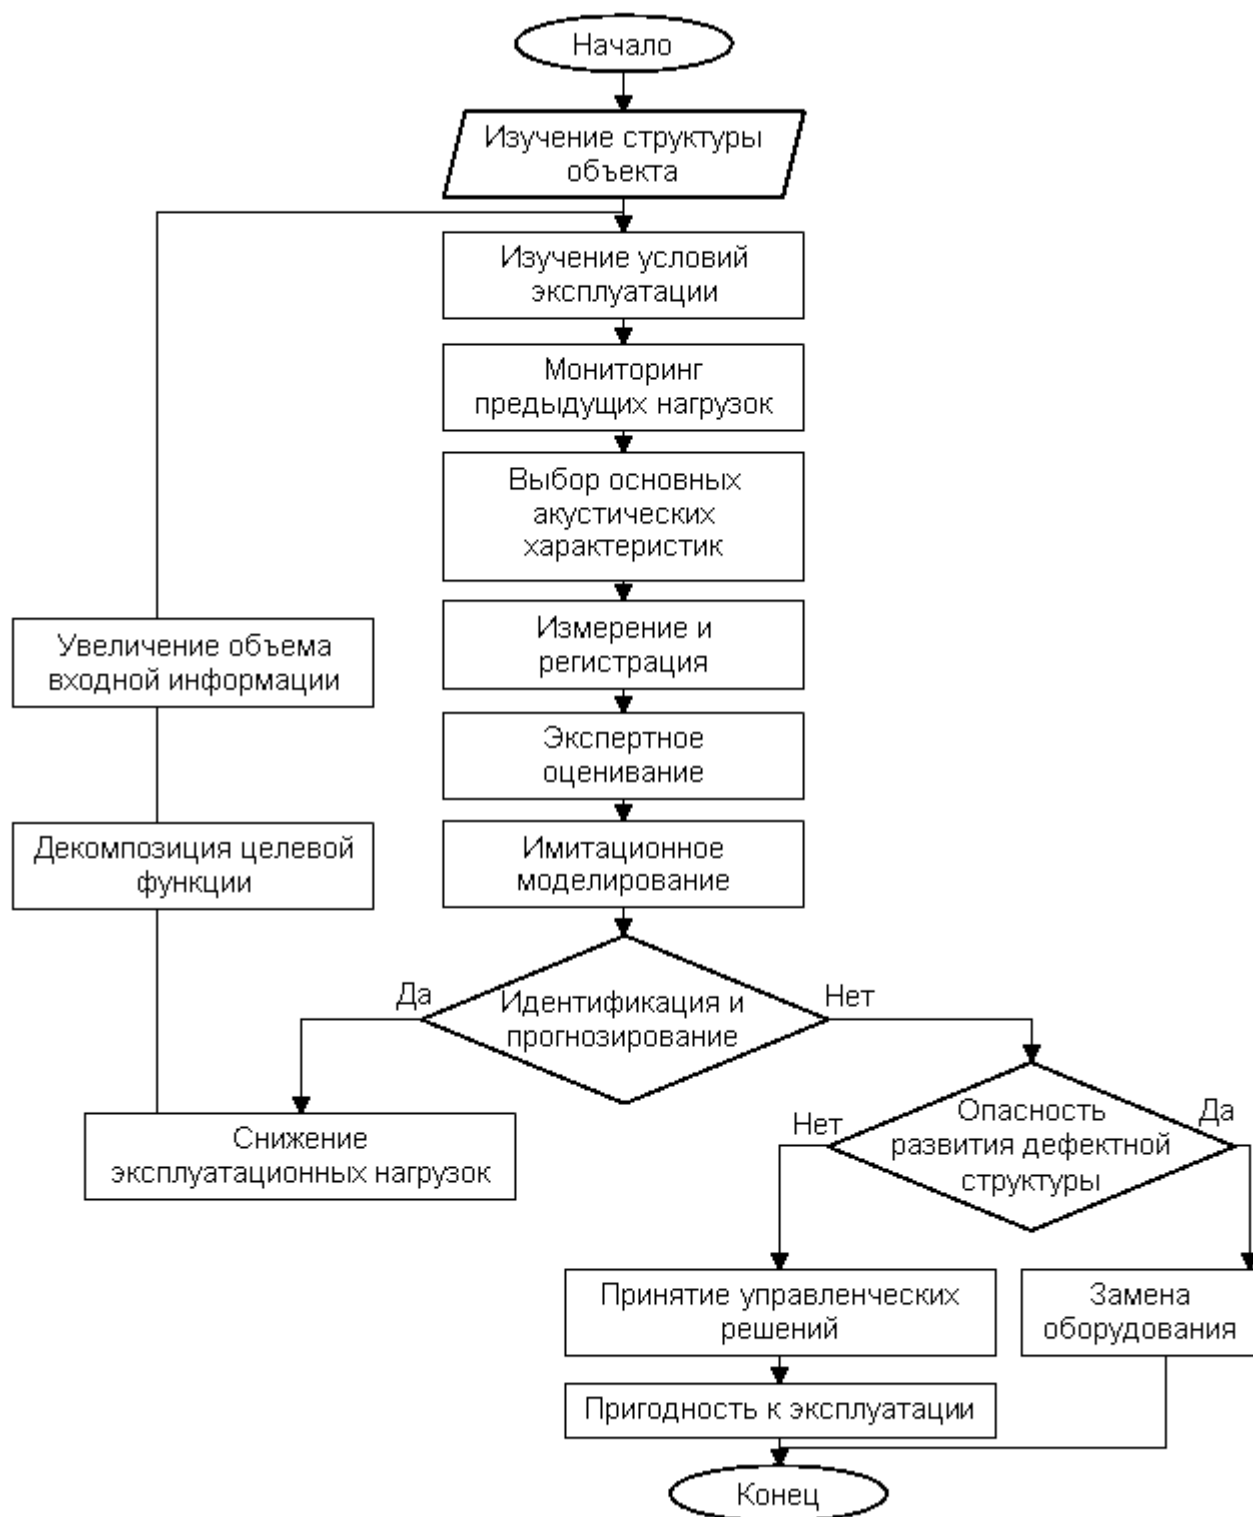 Начало
Изучение структуры
объекта
Изучение условий
эксплуатации
Мониторинг
предыдущих нагрузок
Выбор основных
акустических
характеристик
Измерение и
регистрация
Увеличение объема
входной информации
Экспертное
оценивание
Декомпозиция целевой
функции
Имитационное
моделирование
Да
Идентификация и
прогнозирование
Нет
Снижение
эксплуатационных нагрузок
Нет
Опасность
развития дефектной
структуры
Да
Принятие управленческих
решений
Замена
оборудования
Пригодность к эксплуатации
Конец